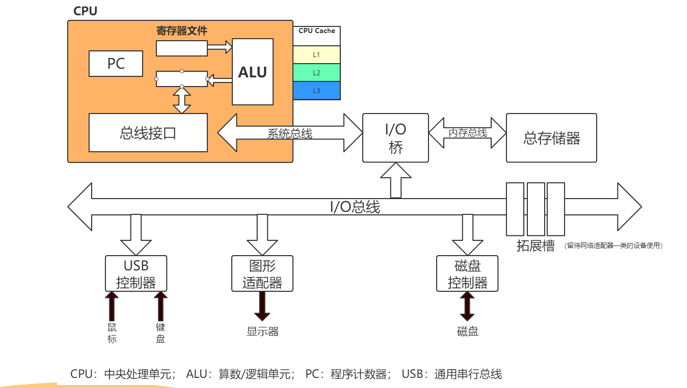 CPU
寄存器文件
CPU Cache
PC
ALU
L1
L2
L3
总线接口
系统总线
I/O
桥
内存总线
总存储器
I/O总线
拓展槽
(留待网络适配器一类的设备使用)
USB
控制器
图形
适配器
磁盘
控制器
鼠标
键盘
显示器
磁盘
CPU：中央处理单元； ALU：算数/逻辑单元； PC：程序计数器； USB：通用串行总线